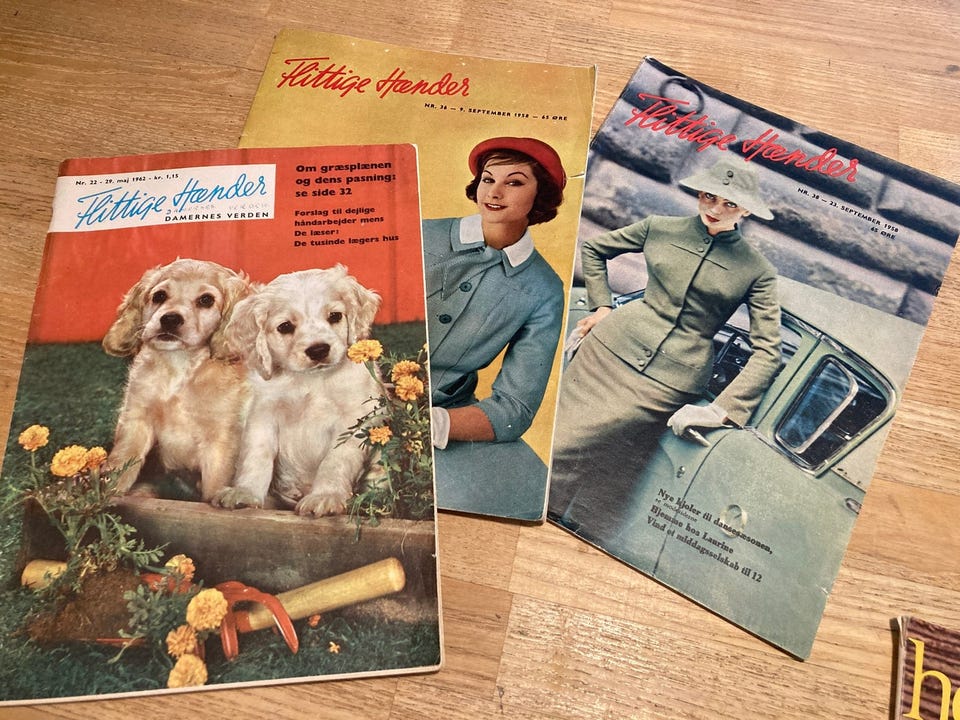 Nr. 22 - 29. maj 1962 - kr. 1,15
Flittige Hænder
DAMERNES VERDEN
DAMERNES VERDEN
Om græsplænen
og dens pasning:
se side 32
Forslag til dejlige
håndarbejder mens
De læser:
De tusinde lægers hus
Flittige Hænder
NR. 36 — 9. SEPTEMBER 1958 — 65 ØRE
Flittige Hænder
NR. 38 — 23. SEPTEMBER 1958
65 ØRE
Nye kjoler til dansesæsonen,
Hjemme hos Laurine
Vind et middagsselskab til 12